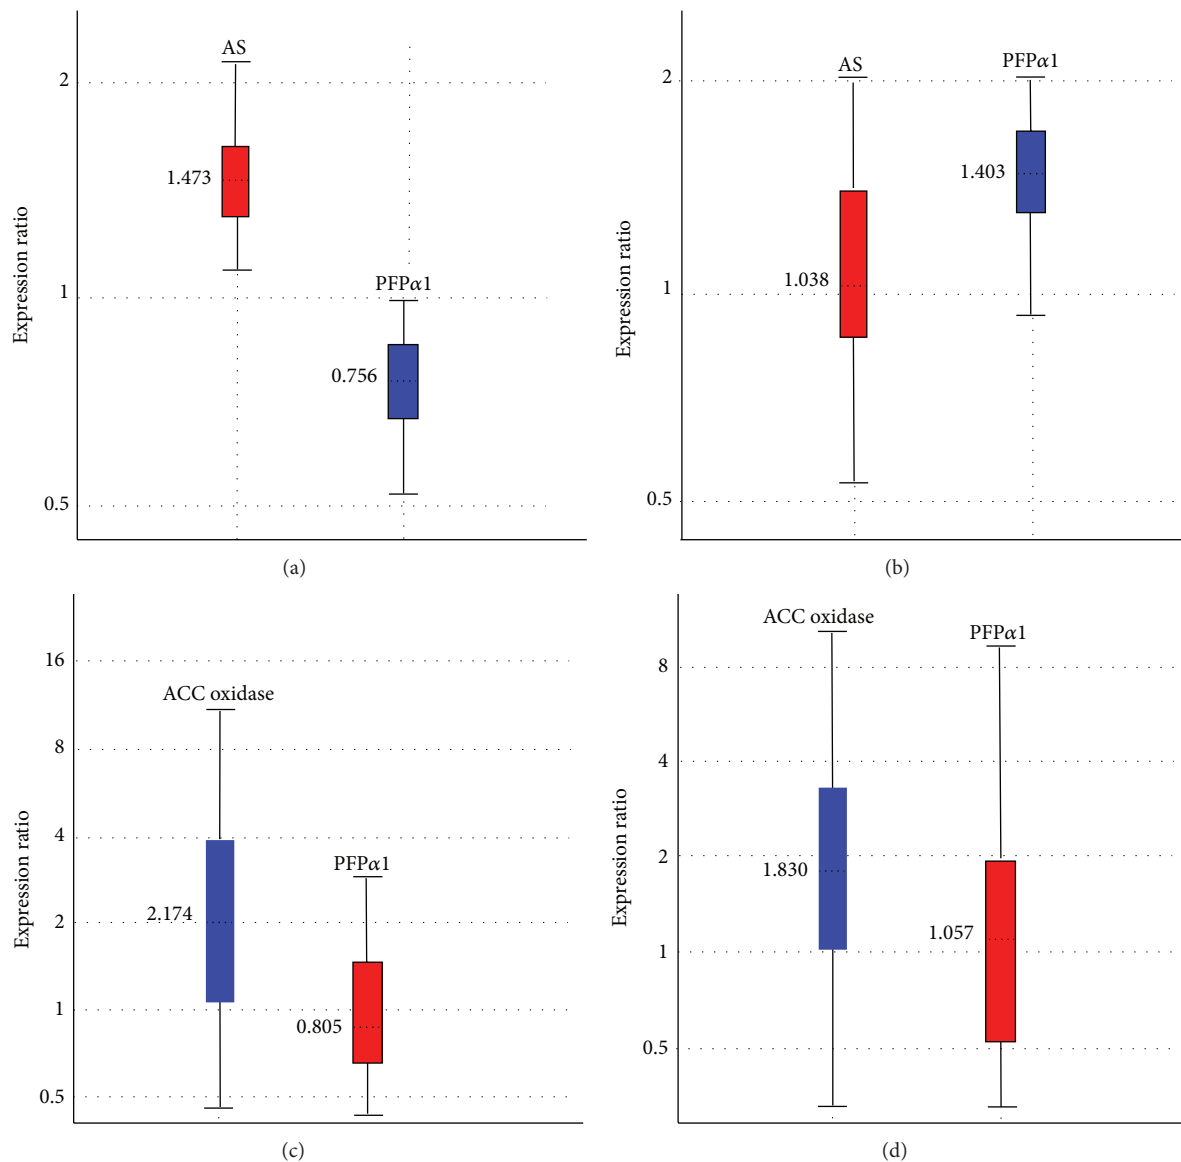 AS
2
1.473
Expression ratio
1
PFPα1
0.756
0.5
(a)
AS
PFPα1
2
1.403
Expression ratio
1.038
1
0.5
(b)
16
ACC oxidase
8
Expression ratio
4
PFPα1
2.174
2
1
0.805
0.5
(c)
ACC oxidase
PFPα1
8
4
Expression ratio
2
1.830
1.057
1
0.5
(d)